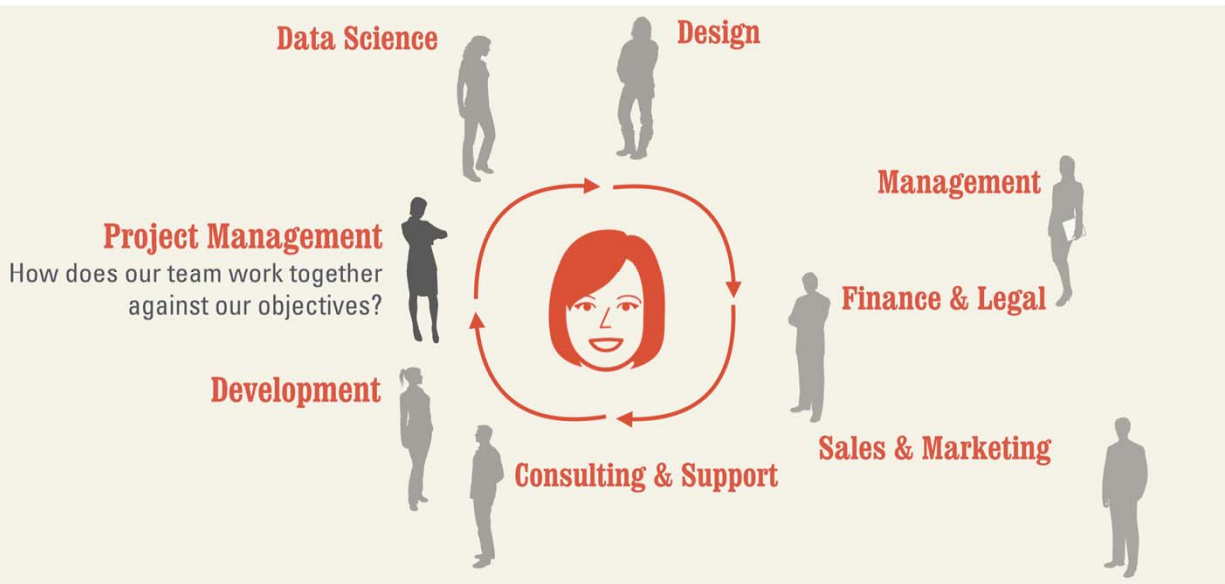 Data Science
Design
Management
Project Management
How does our team work together
against our objectives?
Finance & Legal
Development
Sales & Marketing
Consulting & Support